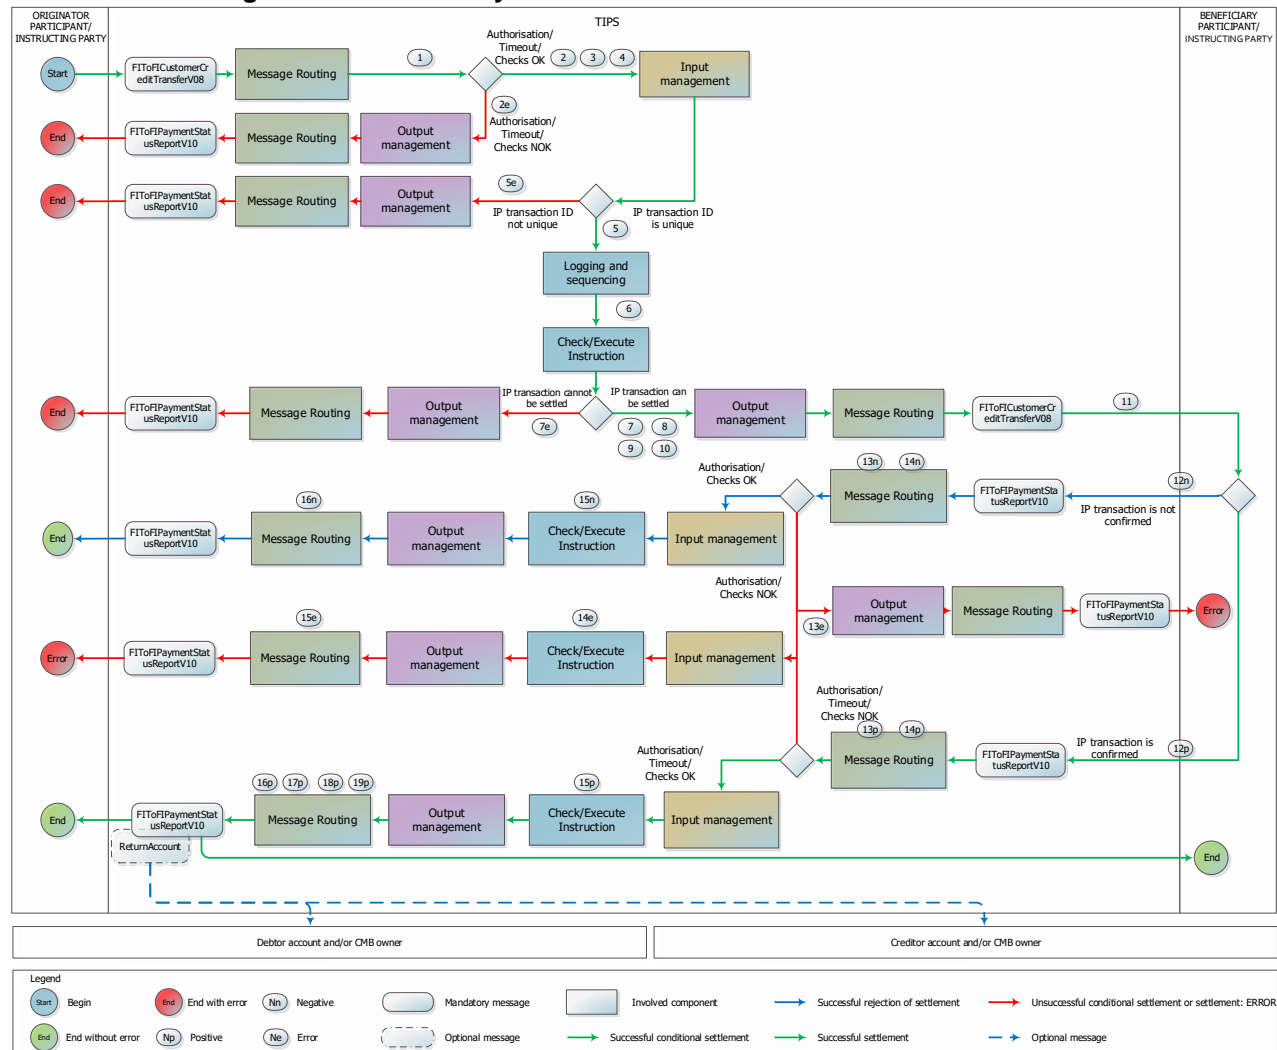 ORIGINATOR
PARTICIPANT/
INSTRUCTING PARTY
TIPS
BENEFICIARY
PARTICIPANT/
INSTRUCTING PARTY
Start
FIToFICustomerCr
editTransferV08
Message Routing
1
Authorisation/
Timeout/
Checks OK
2
3
4
Input
management
2e
Authorisation/
Timeout/
Checks NOK
End
FIToFIPaymentStat
usReportV10
Message Routing
Output
management
End
FIToFIPaymentStat
usReportV10
Message Routing
Output
management
5e
IP transaction ID
not unique
IP transaction ID
is unique
5
Logging and
sequencing
6
Check/Execute
Instruction
End
FIToFIPaymentStat
usReportV10
Message Routing
Output
management
IP transaction cannot
be settled
7e
IP transaction can
be settled
7
8
9
10
Output
management
Message Routing
FIToFICustomerCr
editTransferV08
11
Authorisation/
Checks OK
13n
14n
Message Routing
FIToFIPaymentSta
tusReportV10
12n
IP transaction is not
confirmed
End
FIToFIPaymentStat
usReportV10
16n
Message Routing
Output
management
15n
Check/Execute
Instruction
Input management
Authorisation/
Checks NOK
13e
Output
management
Message Routing
FIToFIPaymentSta
tusReportV10
Error
Error
FIToFIPaymentStat
usReportV10
15e
Message Routing
Output
management
14e
Check/Execute
Instruction
Input management
Authorisation/
Timeout/
Checks NOK
13p
14p
Message Routing
FIToFIPaymentSta
tusReportV10
IP transaction is
confirmed
12p
Authorisation/
Timeout/
Checks OK
End
FIToFIPaymentStat
usReportV10
ReturnAccount
16p
17p
18p
19p
Message Routing
Output
management
15p
Check/Execute
Instruction
Input management
End
Debtor account and/or CMB owner
Creditor account and/or CMB owner
Legend
Start
Begin
End
End with error
Nn
Negative
Mandatory message
Involved component
Successful rejection of settlement
Unsuccessful conditional settlement or settlement: ERROR
End
End without error
Np
Positive
Ne
Error
Optional message
Successful conditional settlement
Successful settlement
Optional message